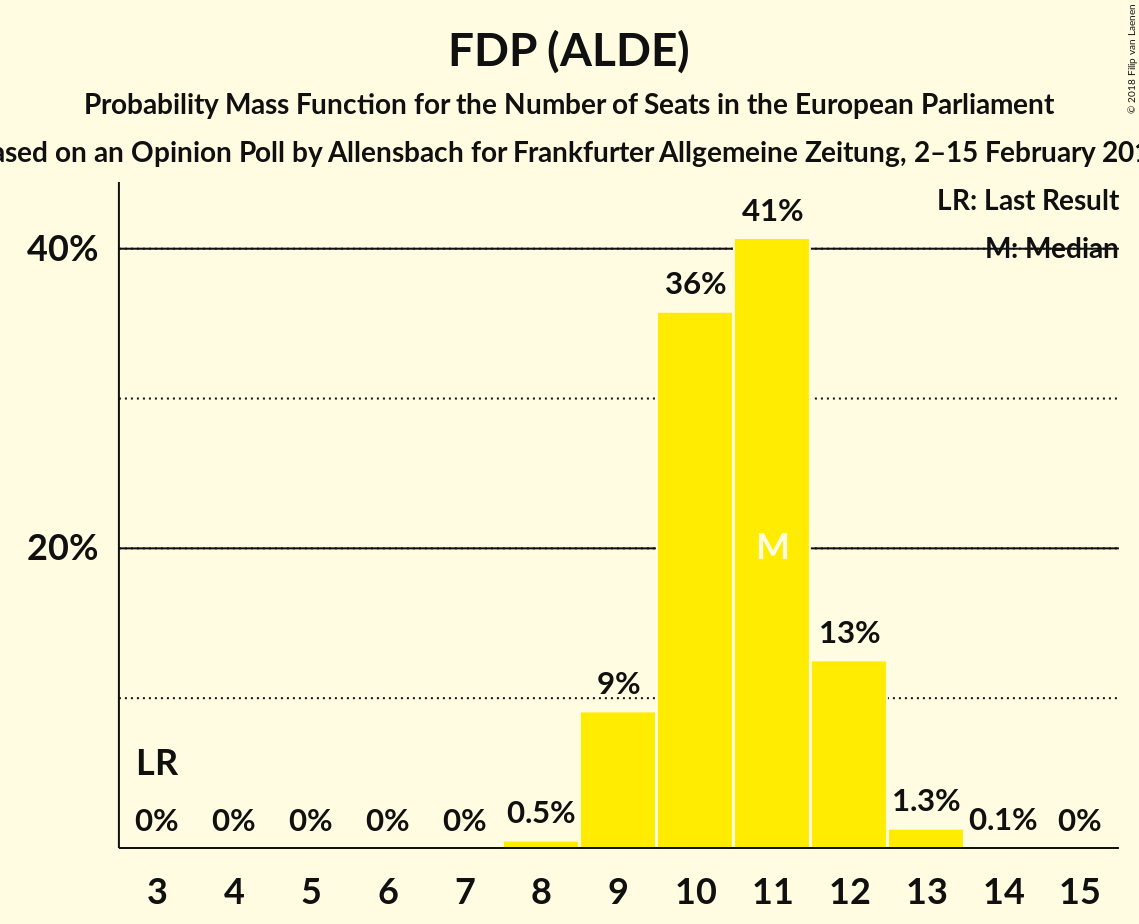 FDP (ALDE)
Probability Mass Function for the Number of Seats in the European Parliament
on an Opinion Poll by Allensbach for Frankfurter Allgemeine Zeitung, 2–15 February
© 2018 Filip van Laenen
LR: Last Result
M: Median
40%
20%
41%
36%
M
13%
9%
LR
0% 0% 0% 0% 0% 0.5% 1.3% 0.1% 0%
3 4 5 6 7 8 9 10 11 12 13 14 15